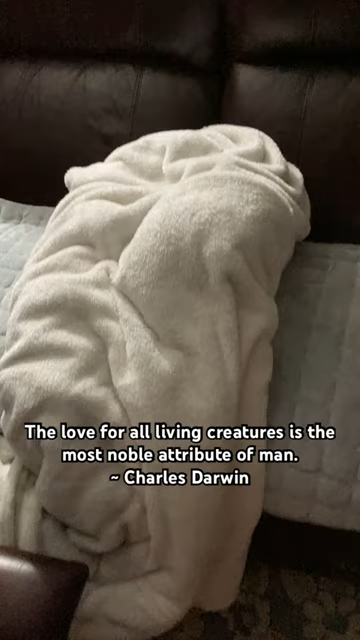 The love for all living creatures is the
most noble attribute of man.
~ Charles Darwin